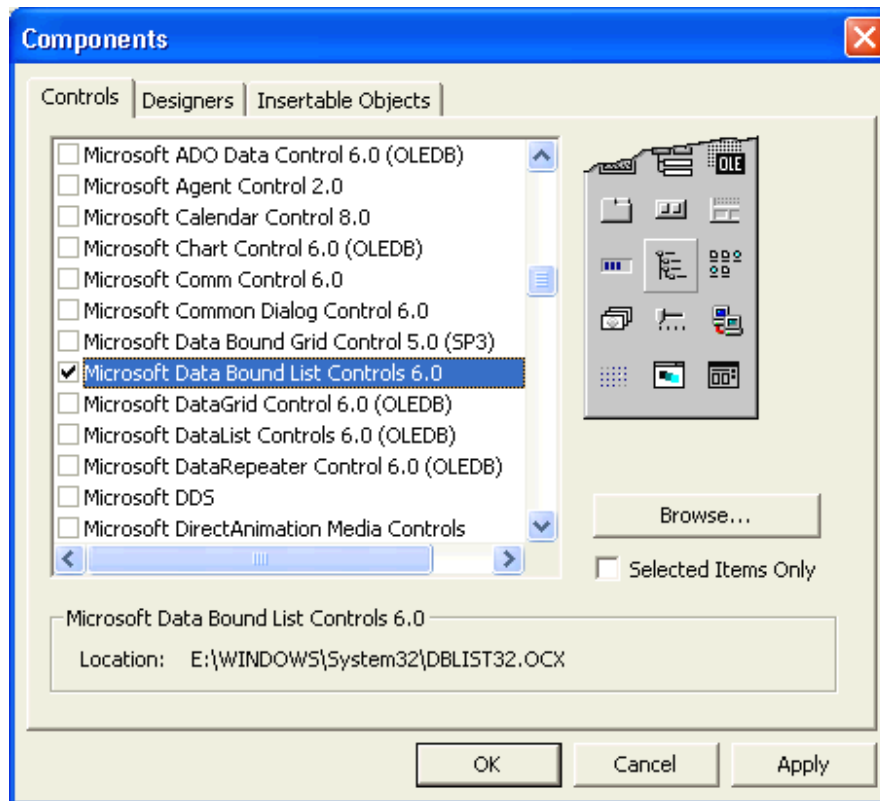 Components
Controls Designers Insertable Objects
Microsoft ADO Data Control 6.0 (OLEDB)
Microsoft Agent Control 2.0
Microsoft Calendar Control 8.0
Microsoft Chart Control 6.0 (OLEDB)
Microsoft Comm Control 6.0
Microsoft Common Dialog Control 6.0
Microsoft Data Bound Grid Control 5.0 (SP3)
Microsoft Data Bound List Controls 6.0
Microsoft DataGrid Control 6.0 (OLEDB)
Microsoft DataList Controls 6.0 (OLEDB)
Microsoft DataRepeater Control 6.0 (OLEDB)
Microsoft DDS
Microsoft DirectAnimation Media Controls
OLE
Browse...
Selected Items Only
Microsoft Data Bound List Controls 6.0
Location: E:\WINDOWS\System32\DBLIST32.OCX
OK Cancel Apply